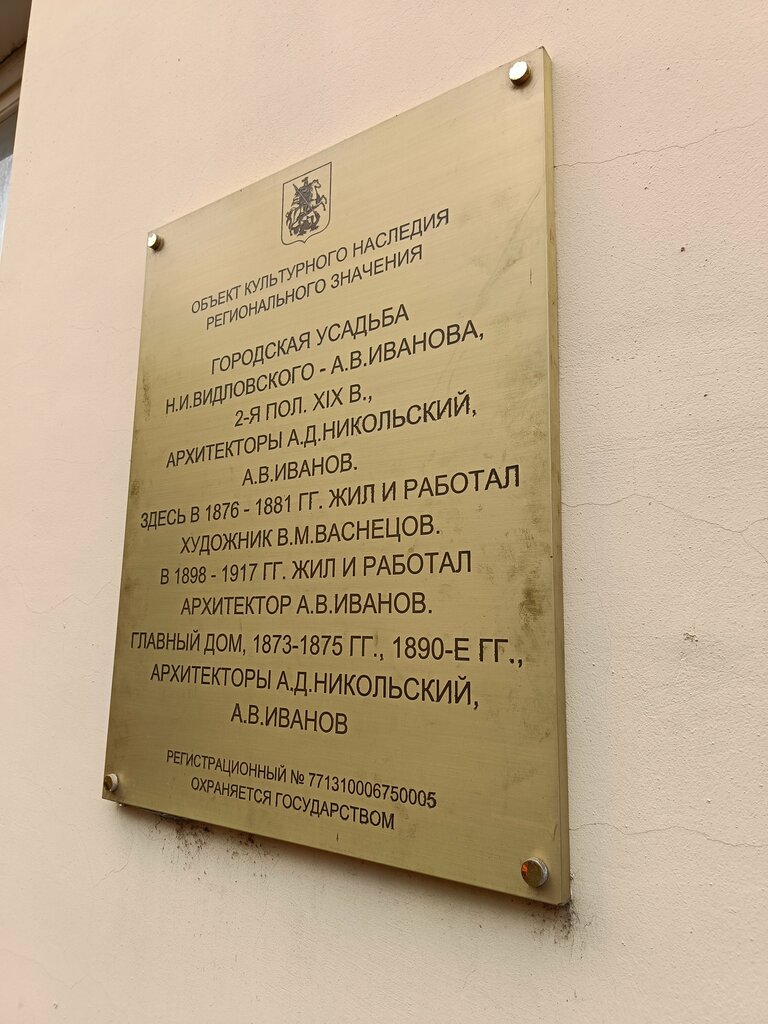 ОБЪЕКТ КУЛЬТУРНОГО НАСЛЕДИЯ
РЕГИОНАЛЬНОГО ЗНАЧЕНИЯ
ГОРОДСКАЯ УСАДЬБА
Н.И.ВИДЛОВСКОГО - А.В.ИВАНОВА,
2-Я ПОЛ. XIX В.,
АРХИТЕКТОРЫ А.Д.НИКОЛЬСКИЙ,
А.В.ИВАНОВ.
ЗДЕСЬ В 1876 - 1881 ГГ. ЖИЛ И РАБОТАЛ
ХУДОЖНИК В.М.ВАСНЕЦОВ.
В 1898 - 1917 ГГ. ЖИЛ И РАБОТАЛ
АРХИТЕКТОР А.В.ИВАНОВ.
ГЛАВНЫЙ ДОМ, 1873-1875 ГГ., 1890-Е ГГ.,
АРХИТЕКТОРЫ А.Д.НИКОЛЬСКИЙ,
А.В.ИВАНОВ
РЕГИСТРАЦИОННЫЙ № 771310006750005
ОХРАНЯЕТСЯ ГОСУДАРСТВОМ